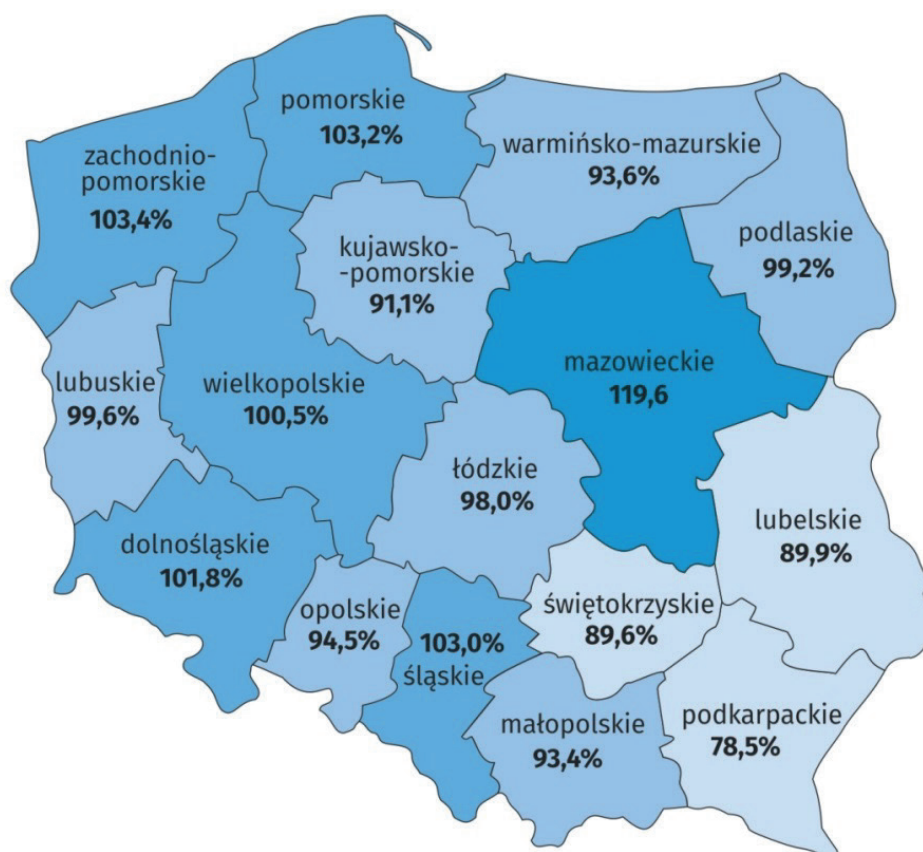 pomorskie
103,2%
zachodnio-
pomorskie
103,4%
warmińsko-mazurskie
93,6%
podlaskie
99,2%
kujawsko-
-pomorskie
91,1%
mazowieckie
119,6
lubuskie
99,6%
wielkopolskie
100,5%
łódzkie
98,0%
lubelskie
89,9%
dolnośląskie
101,8%
opolskie
94,5%
103,0%
śląskie
świętokrzyskie
89,6%
małopolskie
93,4%
podkarpackie
78,5%